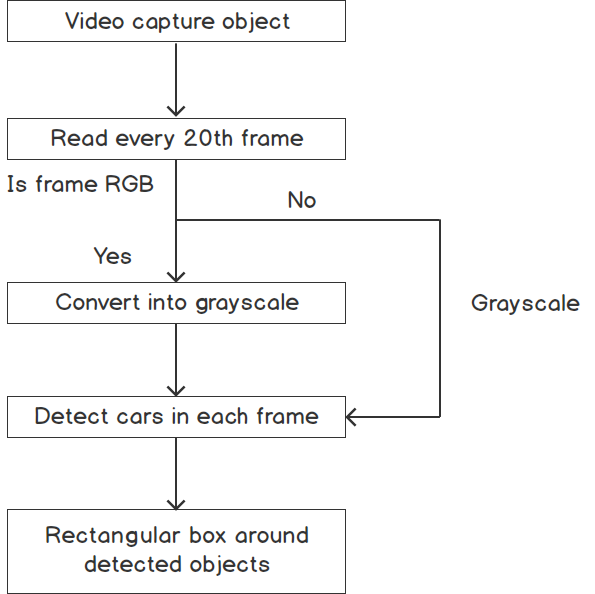 Video capture object
Read every 20th frame
Is frame RGB
No
Yes
Convert into grayscale
Grayscale
Detect cars in each frame
Rectangular box around
detected objects